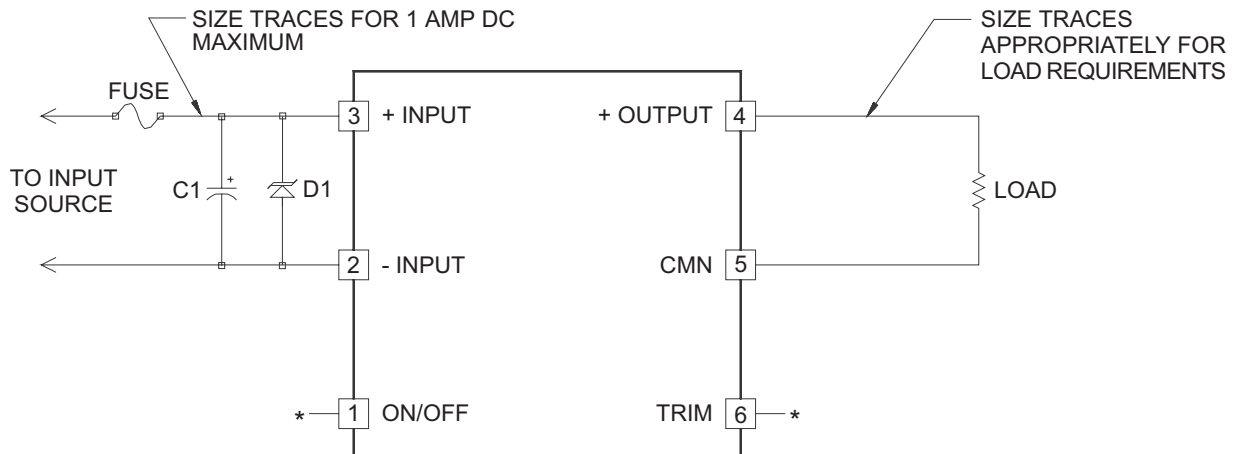 SIZE TRACES FOR 1 AMP DC
MAXIMUM
SIZE TRACES
APPROPRIATELY FOR
LOAD REQUIREMENTS
FUSE
3 + INPUT
+ OUTPUT 4
TO INPUT
SOURCE
C1
+
D1
LOAD
2 - INPUT
CMN 5
* 1 ON/OFF
TRIM 6 *